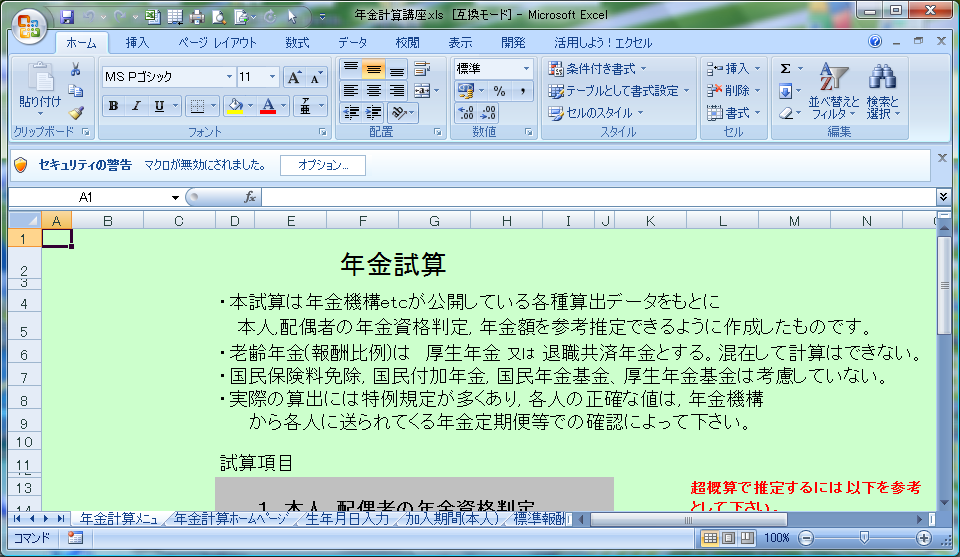 年金計算講座.xls [互換モード] - Microsoft Excel
ホーム 挿入 ページ レイアウト 数式 データ 校閲 表示 開発 活用しよう！エクセル
貼り付け
クリップボード
MS Pゴシック 11 A A
B I U A 亜
フォント
配置
標準
% ,
数値
条件付き書式
テーブルとして書式設定
セルのスタイル
スタイル
挿入
削除
書式
セル
Σ
並べ替えと
フィルタ
検索と
選択
編集
セキュリティの警告 マクロが無効にされました。 オプション...
A1 fx
A B C D E F G H I J K L M N
1
2 年金試算
3
4 ・本試算は年金機構etcが公開している各種算出データをもとに
5 本人,配偶者の年金資格判定, 年金額を参考推定できるように作成したものです。
6 ・老齢年金(報酬比例)は 厚生年金 又は 退職共済年金とする。混在して計算はできない。
7 ・国民保険料免除, 国民付加年金, 国民年金基金、厚生年金基金は考慮していない。
8 ・実際の算出には特例規定が多くあり, 各人の正確な値は, 年金機構
9 から各人に送られてくる年金定期便等での確認によって下さい。
10
11 試算項目
13 超概算で推定するには以下を参考
14 1 本人 配偶者の年金資格判定 として下さい。
年金計算メニュ 年金計算ホームページ 生年月日入力 加入期間(本人) 標準報酬
コマンド 100%